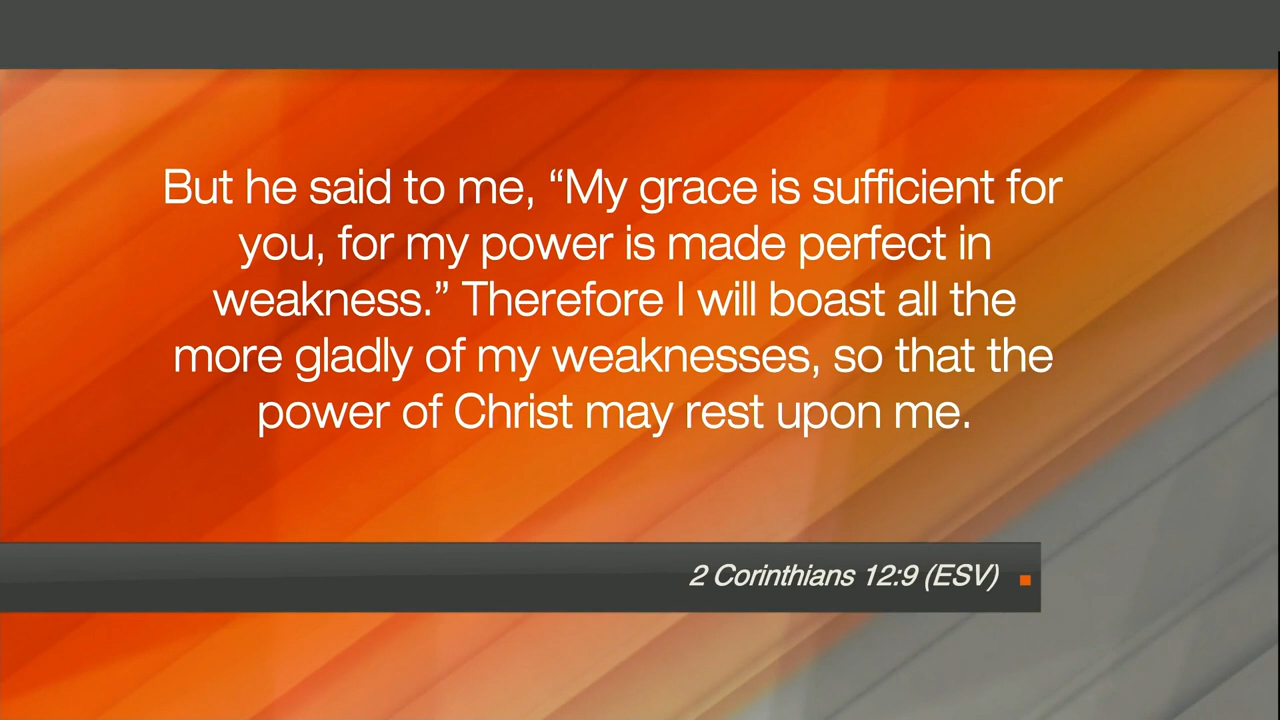 But he said to me, “My grace is sufficient for
you, for my power is made perfect in
weakness.” Therefore I will boast all the
more gladly of my weaknesses, so that the
power of Christ may rest upon me.
2 Corinthians 12:9 (ESV)